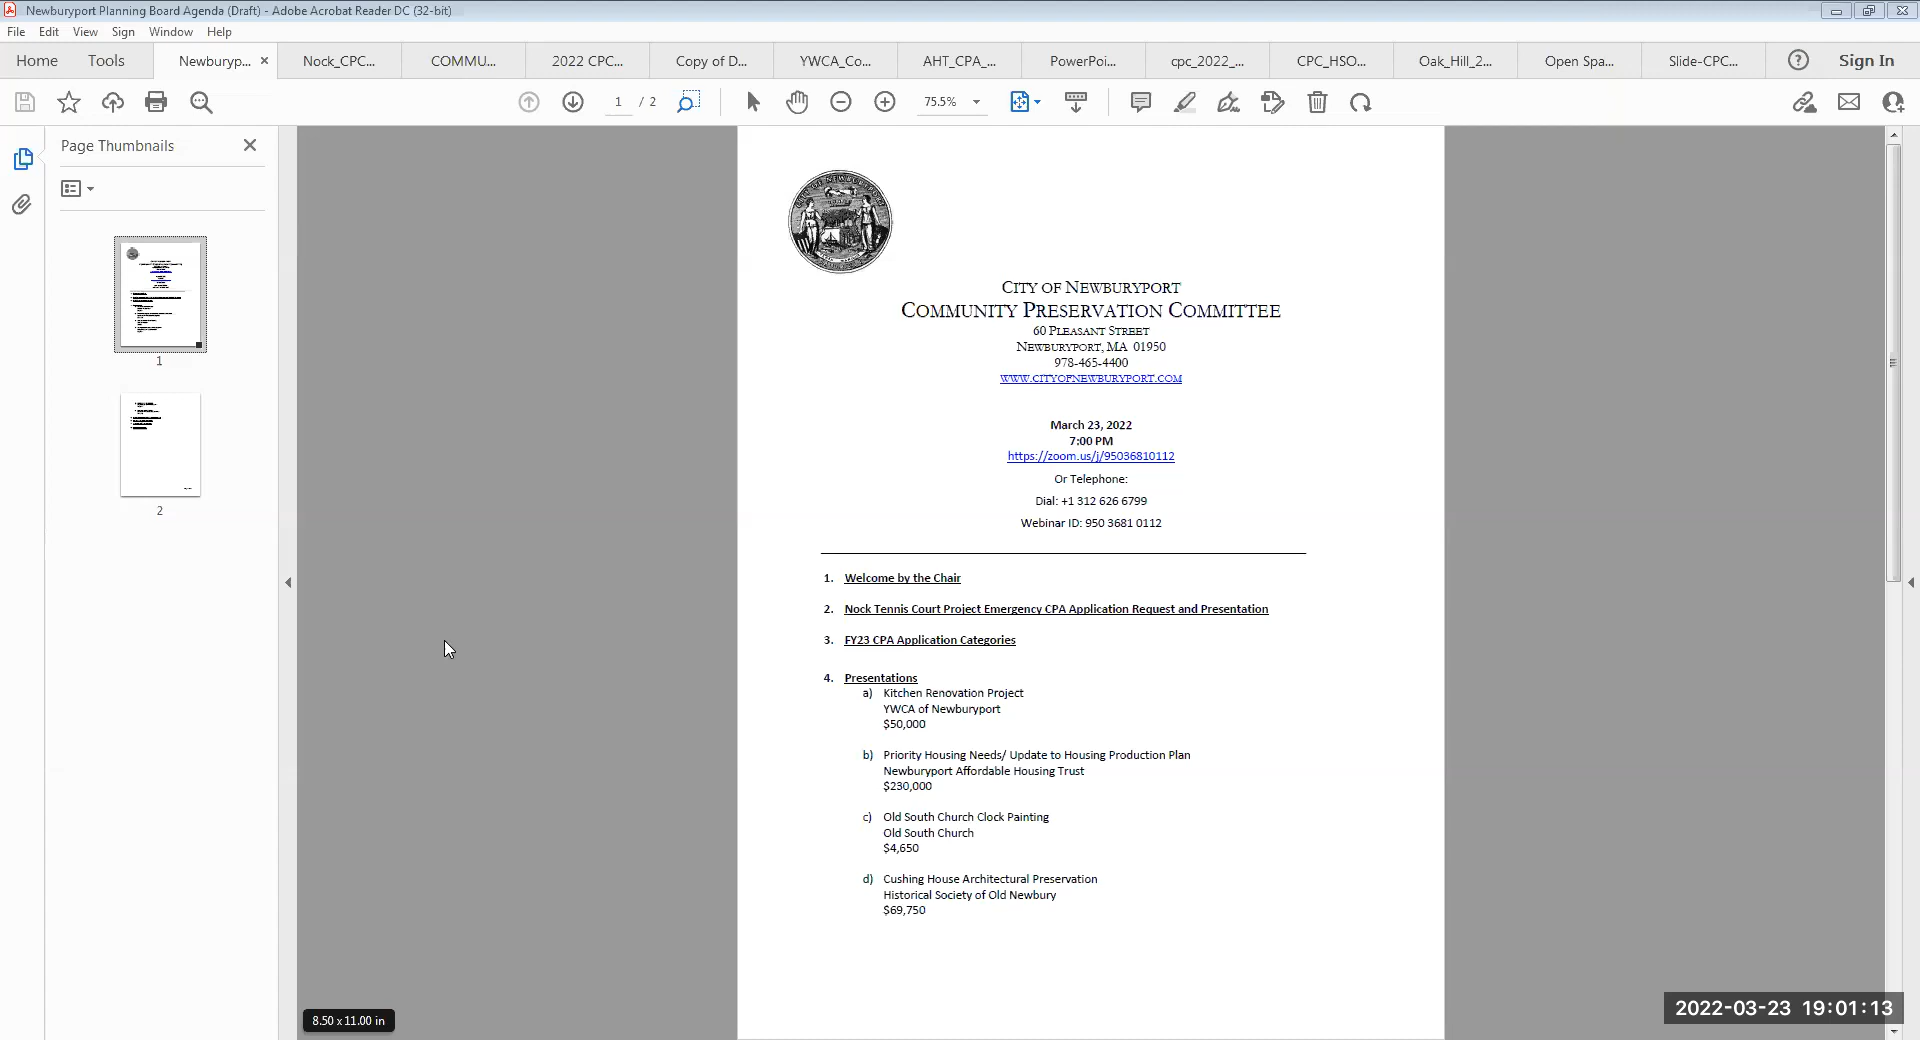 Newburyport Planning Board Agenda (Draft) - Adobe Acrobat Reader DC (32-bit)
File Edit View Sign Window Help
Home Tools Newburyp... × Nock_CPC... COMMU... 2022 CPC... Copy of D... YWCA_Co... AHT_CPA_... PowerPoi... cpc_2022_... CPC_HSO... Oak_Hill_2... Open Spa... Slide-CPC... Sign In
1 / 2 75.5%
Page Thumbnails
1
2
8.50 x 11.00 in
CITY OF NEWBURYPORT
COMMUNITY PRESERVATION COMMITTEE
60 PLEASANT STREET
NEWBURYPORT, MA 01950
978-465-4400
WWW.CITYOFNEWBURYPORT.COM
March 23, 2022
7:00 PM
https://zoom.us/j/95036810112
Or Telephone:
Dial: +1 312 626 6799
Webinar ID: 950 3681 0112
1. Welcome by the Chair
2. Nock Tennis Court Project Emergency CPA Application Request and Presentation
3. FY23 CPA Application Categories
4. Presentations
a) Kitchen Renovation Project
YWCA of Newburyport
$50,000
b) Priority Housing Needs/ Update to Housing Production Plan
Newburyport Affordable Housing Trust
$230,000
c) Old South Church Clock Painting
Old South Church
$4,650
d) Cushing House Architectural Preservation
Historical Society of Old Newbury
$69,750
2022-03-23 19:01:13